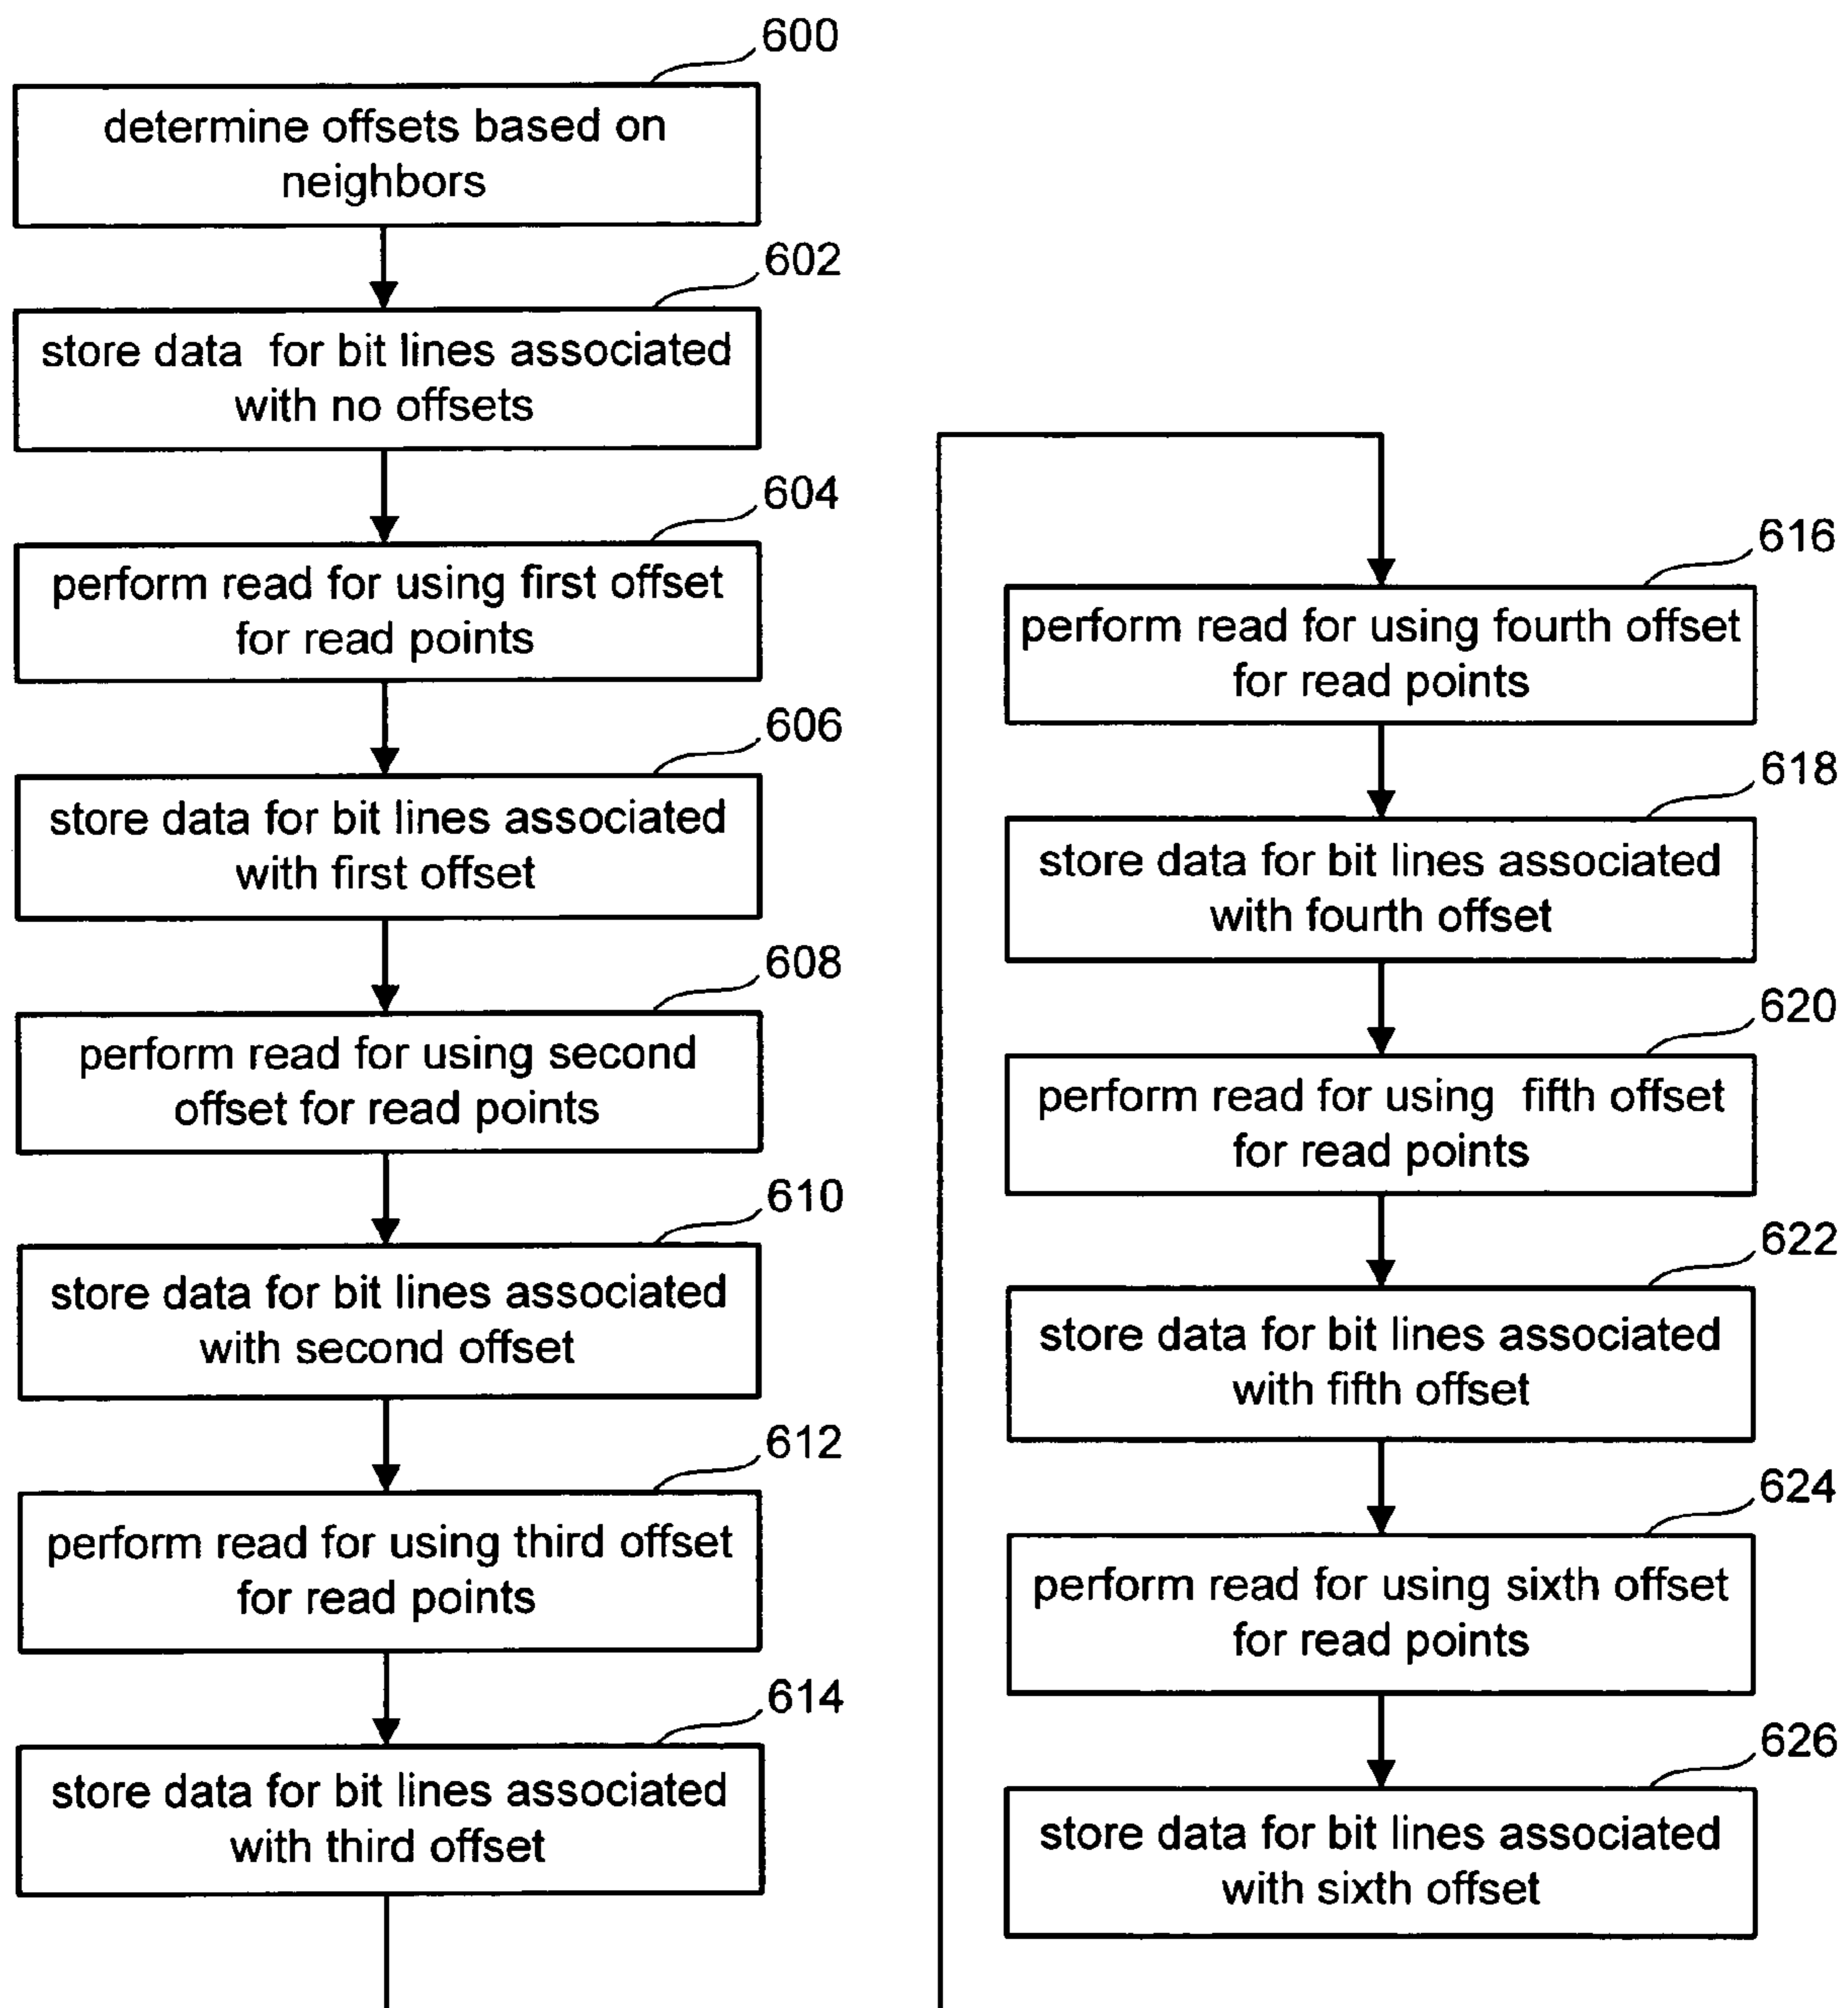 600
determine offsets based on
neighbors
602
store data for bit lines associated
with no offsets
604
perform read for using first offset
for read points
606
store data for bit lines associated
with first offset
608
perform read for using second
offset for read points
610
store data for bit lines associated
with second offset
612
perform read for using third offset
for read points
614
store data for bit lines associated
with third offset
616
perform read for using fourth offset
for read points
618
store data for bit lines associated
with fourth offset
620
perform read for using fifth offset
for read points
622
store data for bit lines associated
with fifth offset
624
perform read for using sixth offset
for read points
626
store data for bit lines associated
with sixth offset